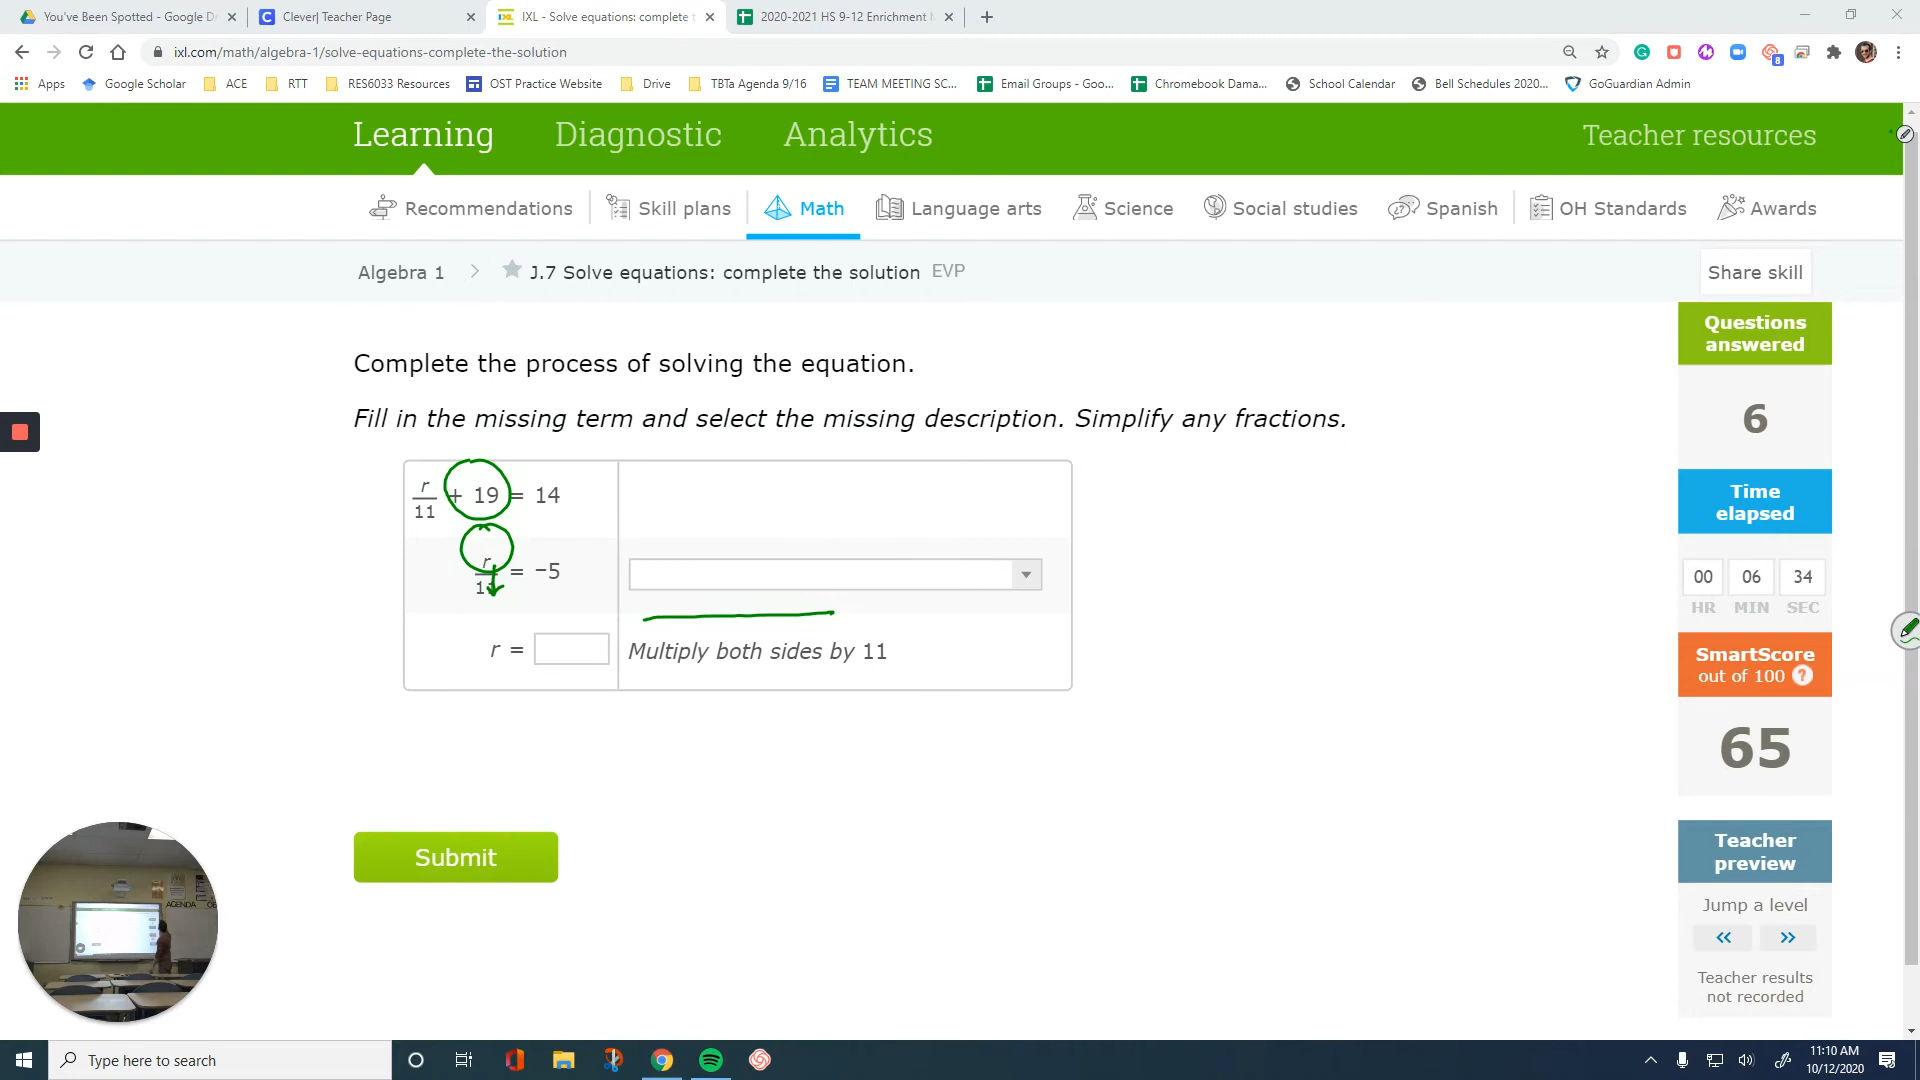 You've Been Spotted - Google D
Clever| Teacher Page
IXL - Solve equations: complete t
2020-2021 HS 9-12 Enrichment M
ixl.com/math/algebra-1/solve-equations-complete-the-solution
8
Apps Google Scholar ACE RTT RES6033 Resources OST Practice Website Drive TBTa Agenda 9/16 TEAM MEETING SC... Email Groups - Goo... Chromebook Dama... School Calendar Bell Schedules 2020... GoGuardian Admin
Learning Diagnostic Analytics Teacher resources
Recommendations Skill plans Math Language arts Science Social studies Spanish OH Standards Awards
Algebra 1 > J.7 Solve equations: complete the solution EVP
Share skill
Complete the process of solving the equation.
Fill in the missing term and select the missing description. Simplify any fractions.
r/11 + 19 = 14
r/11 = −5
r =
Multiply both sides by 11
Submit
Questions answered
6
Time elapsed
00 06 34
HR MIN SEC
SmartScore
out of 100 ?
65
Teacher preview
Jump a level
Teacher results
not recorded
AGENDA
Type here to search
11:10 AM
10/12/2020